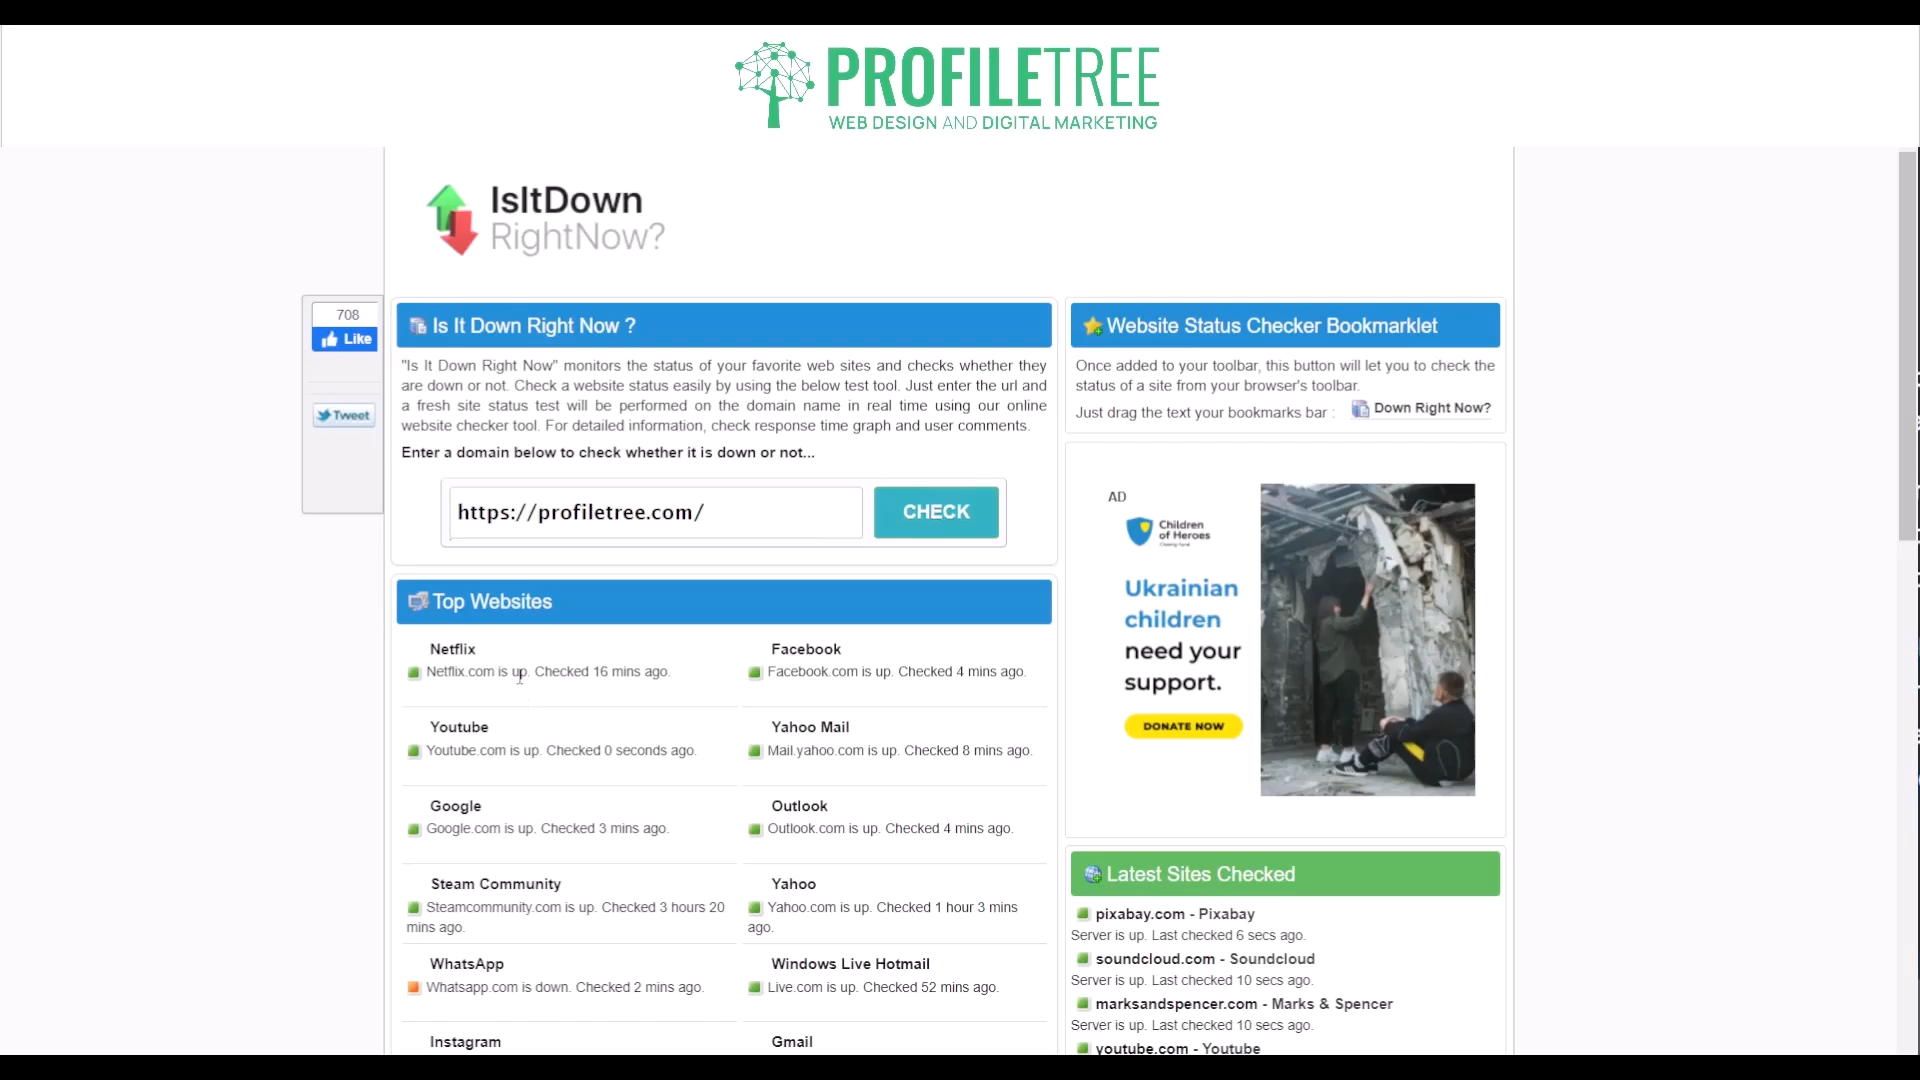 PROFILETREE
WEB DESIGN AND DIGITAL MARKETING
IsItDown
RightNow?
708
Like
Tweet
Is It Down Right Now ?
"Is It Down Right Now" monitors the status of your favorite web sites and checks whether they
are down or not. Check a website status easily by using the below test tool. Just enter the url and
a fresh site status test will be performed on the domain name in real time using our online
website checker tool. For detailed information, check response time graph and user comments.
Enter a domain below to check whether it is down or not...
https://profiletree.com/
CHECK
Top Websites
Netflix
Netflix.com is up. Checked 16 mins ago.
Facebook
Facebook.com is up. Checked 4 mins ago.
Youtube
Youtube.com is up. Checked 0 seconds ago.
Yahoo Mail
Mail.yahoo.com is up. Checked 8 mins ago.
Google
Google.com is up. Checked 3 mins ago.
Outlook
Outlook.com is up. Checked 4 mins ago.
Steam Community
Steamcommunity.com is up. Checked 3 hours 20
mins ago.
Yahoo
Yahoo.com is up. Checked 1 hour 3 mins
ago.
WhatsApp
Whatsapp.com is down. Checked 2 mins ago.
Windows Live Hotmail
Live.com is up. Checked 52 mins ago.
Instagram
Gmail
Website Status Checker Bookmarklet
Once added to your toolbar, this button will let you to check the
status of a site from your browser's toolbar.
Just drag the text your bookmarks bar :
Down Right Now?
AD
Children
of Heroes
Ukrainian
children
need your
support.
DONATE NOW
Latest Sites Checked
pixabay.com - Pixabay
Server is up. Last checked 6 secs ago.
soundcloud.com - Soundcloud
Server is up. Last checked 10 secs ago.
marksandspencer.com - Marks & Spencer
Server is up. Last checked 10 secs ago.
youtube.com - Youtube